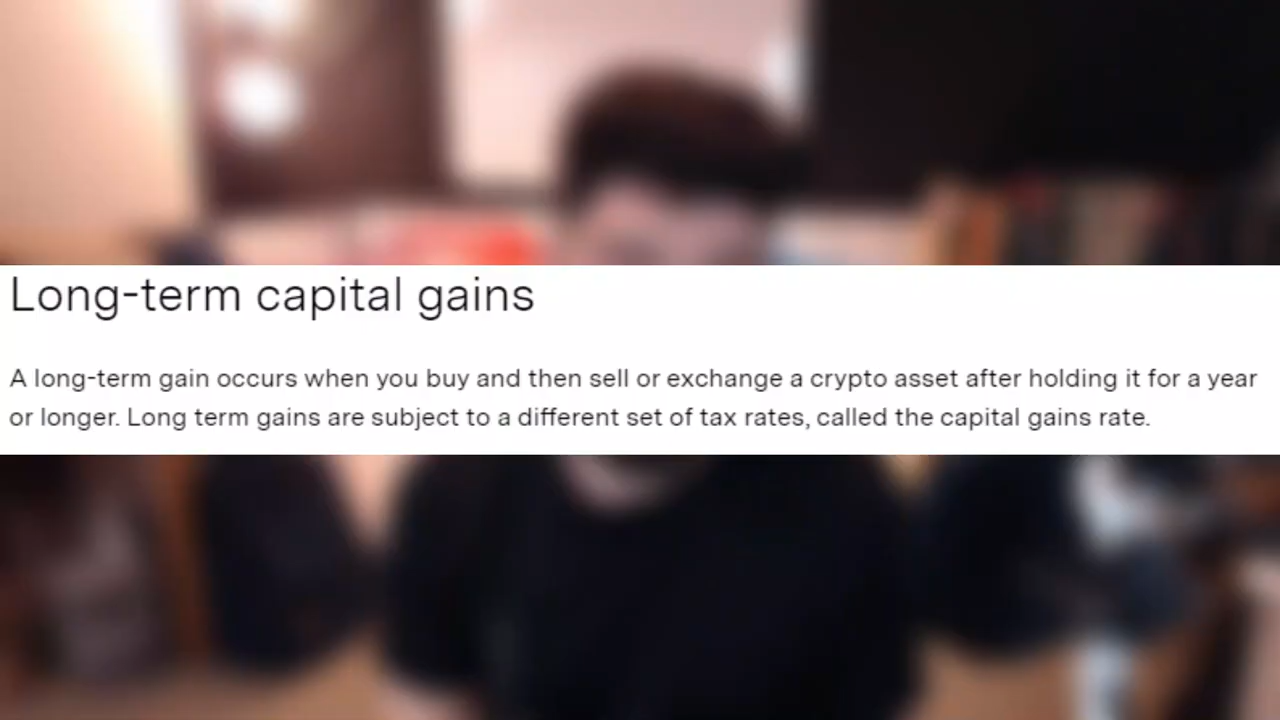 Long-term capital gains
A long-term gain occurs when you buy and then sell or exchange a crypto asset after holding it for a year
or longer. Long term gains are subject to a different set of tax rates, called the capital gains rate.